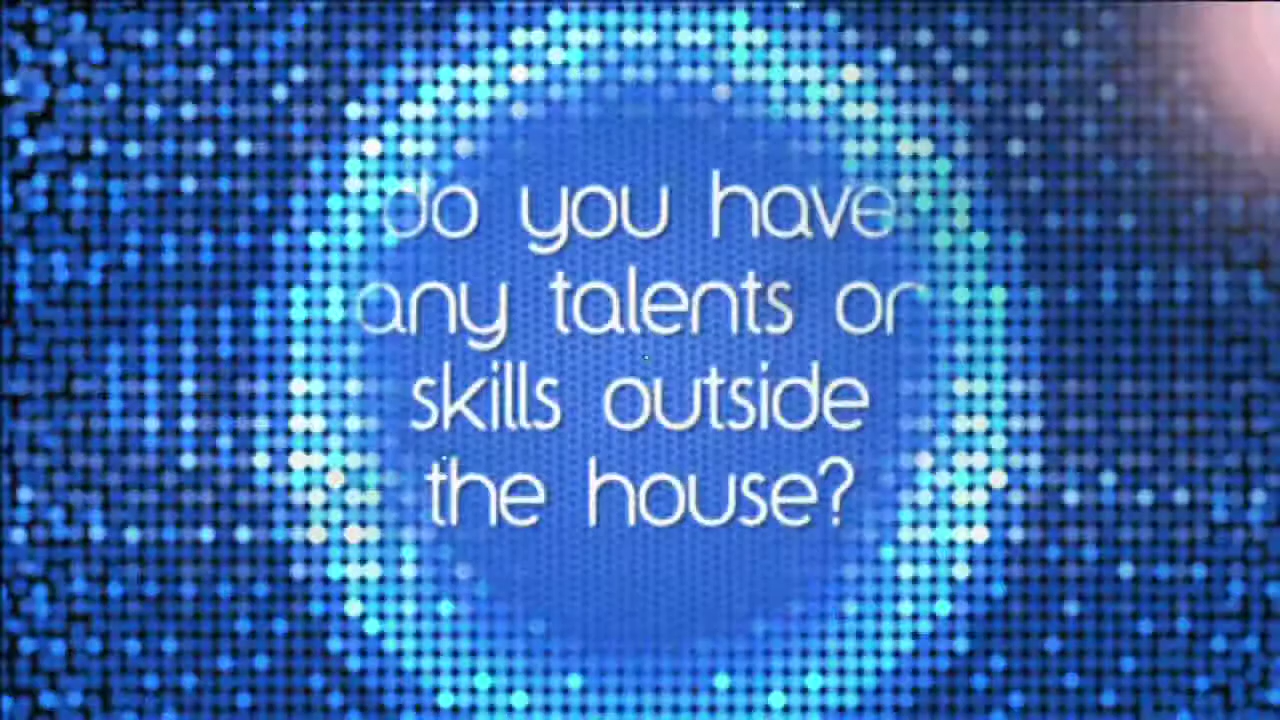 do you have
any talents or
skills outside
the house?